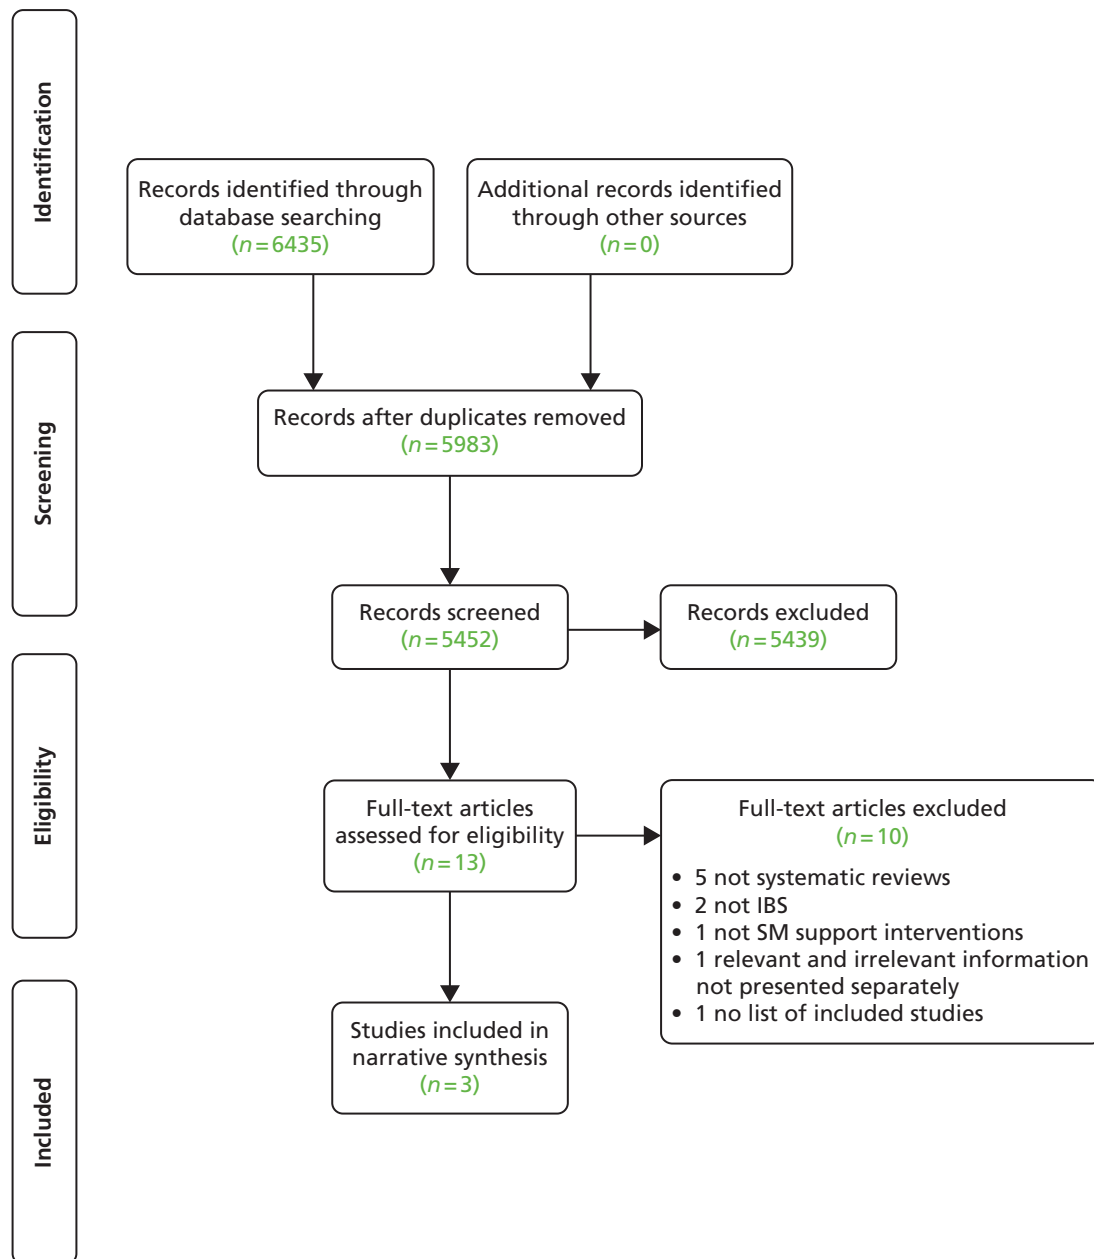 Identification
Records identified through
database searching
(n=6435)
Additional records identified
through other sources
(n=0)
Screening
Records after duplicates removed
(n=5983)
Records screened
(n=5452)
Records excluded
(n=5439)
Eligibility
Full-text articles
assessed for eligibility
(n=13)
Full-text articles excluded
(n=10)
• 5 not systematic reviews
• 2 not IBS
• 1 not SM support interventions
• 1 relevant and irrelevant information
not presented separately
• 1 no list of included studies
Included
Studies included in
narrative synthesis
(n=3)